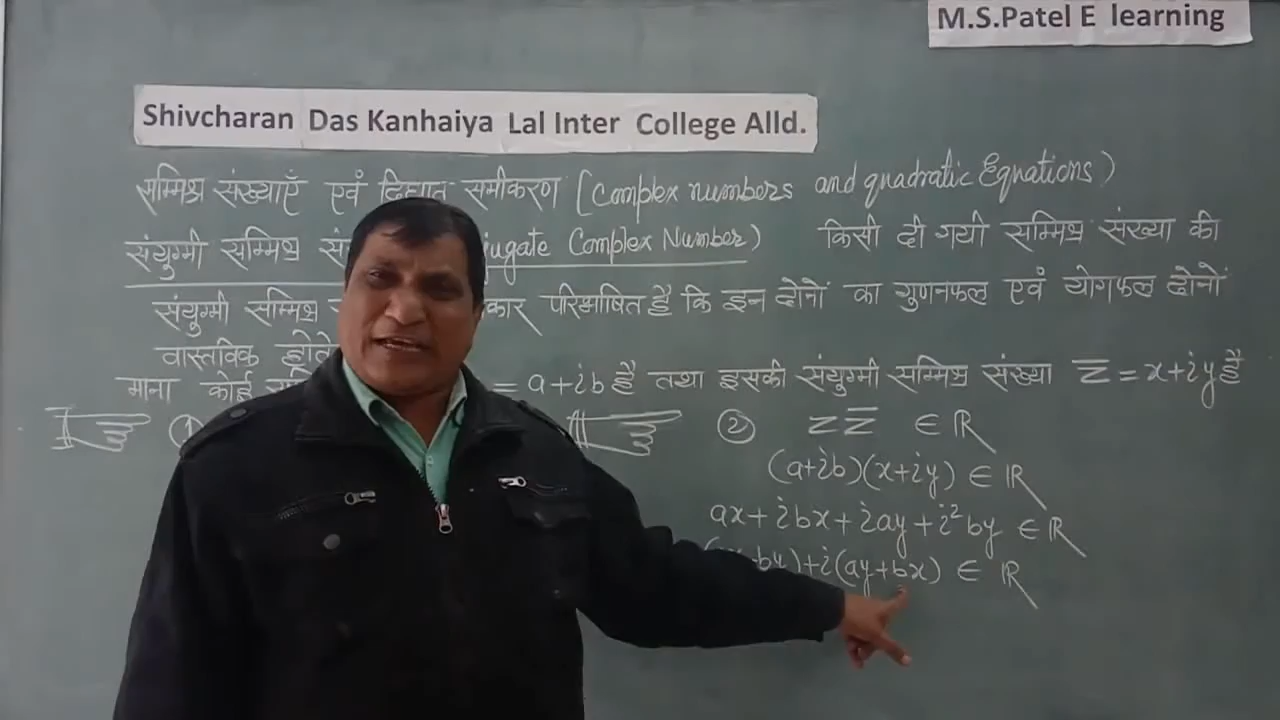 M.S.Patel E learning
Shivcharan Das Kanhaiya Lal Inter College Alld.
सम्मिश्र संख्याएँ एवं द्विघात समीकरण [Complex numbers and quadratic Equations)
संयुग्मी सम्मिश्र jugate Complex Number) किसी दी गयी सम्मिश्र संख्या की
संयुग्मी सम्मिश्र कार परिभाषित है कि इन दोनों का गुणनफल एवं योगफल दोनों
वास्तविक होते
माना कोई = a+ib है तथा इसकी संयुग्मी सम्मिश्र संख्या z̅ = x+iy है
① ② zz̅ ∈ ℝ
(a+ib)(x+iy) ∈ ℝ
ax+ibx+iay+i²by ∈ ℝ
by)+i(ay+bx) ∈ ℝ